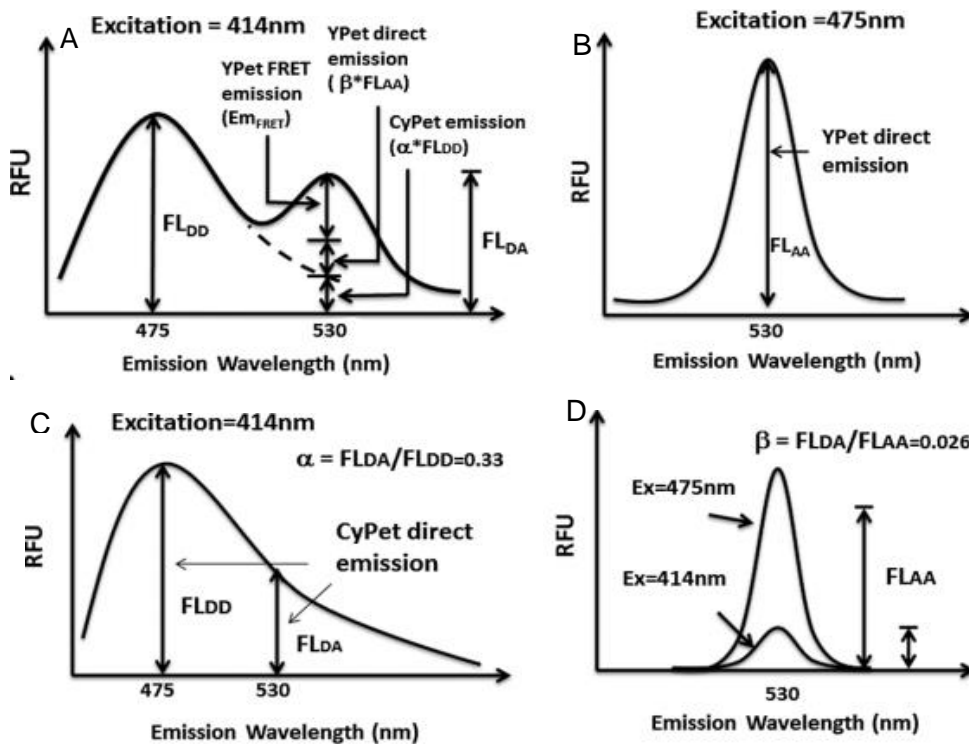 A
Excitation = 414nm
YPet direct
emission
( β*FLAA)
YPet FRET
emission
(EmFRET)
CyPet emission
(α*FLDD)
RFU
FLDD
FLDA
475
530
Emission Wavelength (nm)
B
Excitation =475nm
RFU
YPet direct
emission
FLAA
530
Emission Wavelength (nm)
C
Excitation=414nm
α = FLDA/FLDD=0.33
RFU
CyPet direct
emission
FLDD
FLDA
475
530
Emission Wavelength (nm)
D
β = FLDA/FLAA=0.026
Ex=475nm
RFU
Ex=414nm
FLAA
530
Emission Wavelength (nm)